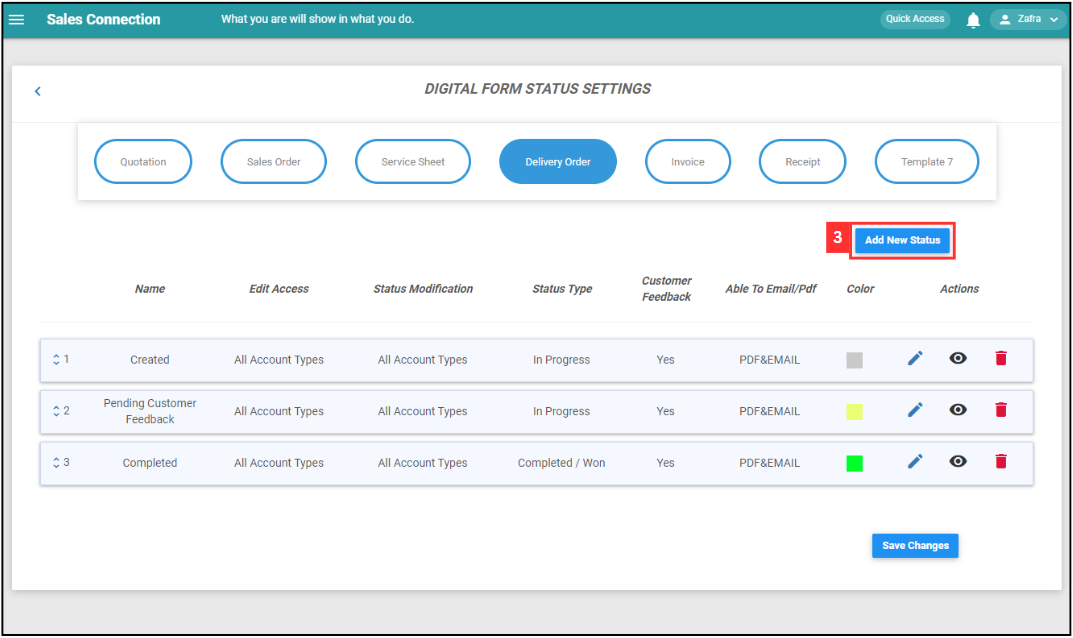 Sales Connection
What you are will show in what you do.
Quick Access
Zafra
DIGITAL FORM STATUS SETTINGS
Quotation
Sales Order
Service Sheet
Delivery Order
Invoice
Receipt
Template 7
3
Add New Status
Name
Edit Access
Status Modification
Status Type
Customer
Feedback
Able To Email/Pdf
Color
Actions
1
Created
All Account Types
All Account Types
In Progress
Yes
PDF&EMAIL
2
Pending Customer
Feedback
All Account Types
All Account Types
In Progress
Yes
PDF&EMAIL
3
Completed
All Account Types
All Account Types
Completed / Won
Yes
PDF&EMAIL
Save Changes